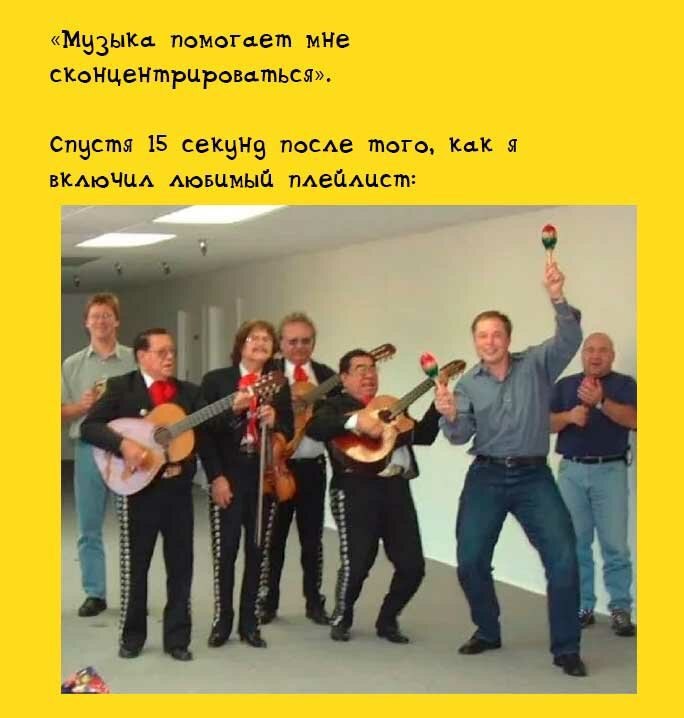 «Музыка помогает мне
сконцентрироваться».
Спустя 15 секунд после того, как я
включил любимый плейлист: